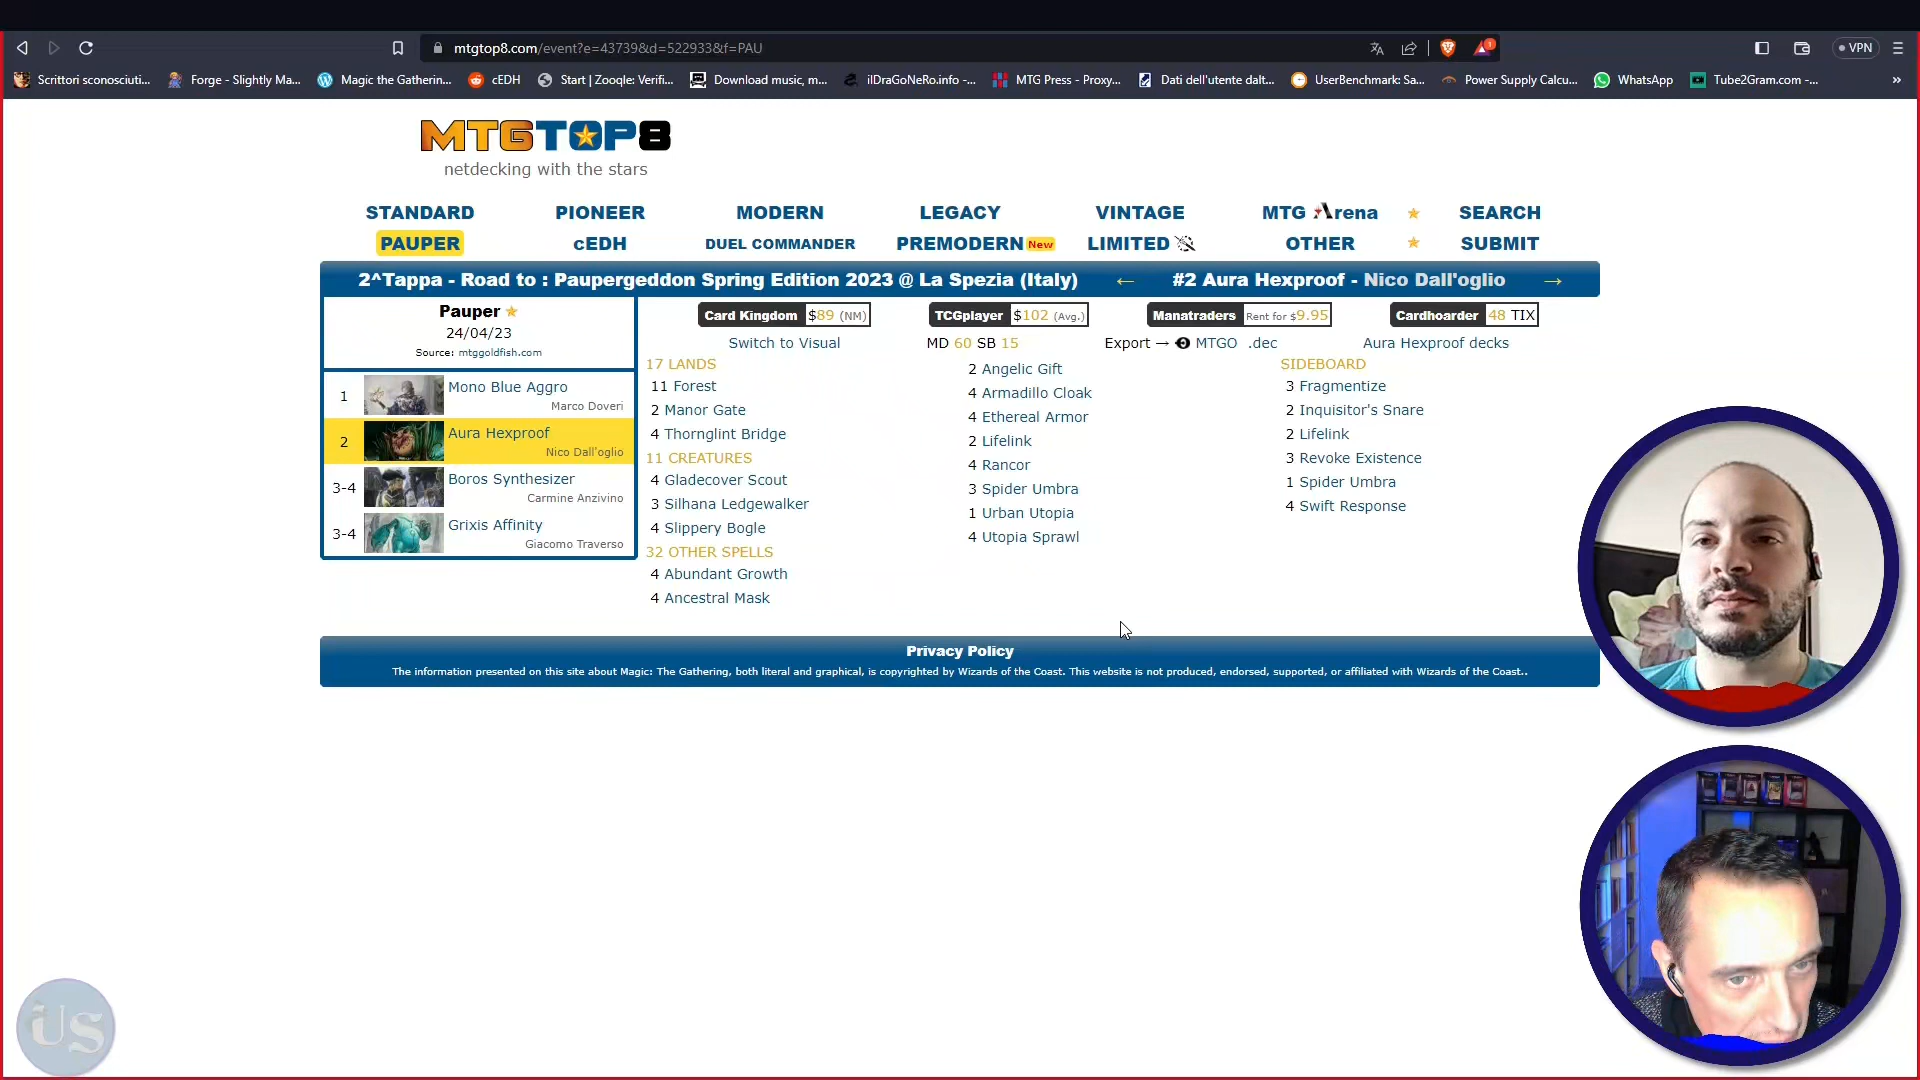 mtgtop8.com/event?e=43739&d=522933&f=PAU
1
VPN
Scrittori sconosciuti...
Forge - Slightly Ma...
Magic the Gatherin...
cEDH
Start | Zooqle: Verifi...
Download music, m...
ilDraGoNeRo.info -...
MTG Press - Proxy...
Dati dell'utente dalt...
UserBenchmark: Sa...
Power Supply Calcu...
WhatsApp
Tube2Gram.com -...
»
MTGTOP8
netdecking with the stars
STANDARD
PIONEER
MODERN
LEGACY
VINTAGE
MTG Arena
SEARCH
PAUPER
cEDH
DUEL COMMANDER
PREMODERN New
LIMITED
OTHER
SUBMIT
2^Tappa - Road to : Paupergeddon Spring Edition 2023 @ La Spezia (Italy) ← #2 Aura Hexproof - Nico Dall'oglio →
Pauper
24/04/23
Source: mtggoldfish.com
1
Mono Blue Aggro
Marco Doveri
2
Aura Hexproof
Nico Dall'oglio
3-4
Boros Synthesizer
Carmine Anzivino
3-4
Grixis Affinity
Giacomo Traverso
Card Kingdom $89 (NM)
TCGplayer $102 (Avg.)
Manatraders Rent for $9.95
Cardhoarder 48 TIX
Switch to Visual
MD 60 SB 15
Export → MTGO .dec
Aura Hexproof decks
17 LANDS
11 Forest
2 Manor Gate
4 Thornglint Bridge
11 CREATURES
4 Gladecover Scout
3 Silhana Ledgewalker
4 Slippery Bogle
32 OTHER SPELLS
4 Abundant Growth
4 Ancestral Mask
2 Angelic Gift
4 Armadillo Cloak
4 Ethereal Armor
2 Lifelink
4 Rancor
3 Spider Umbra
1 Urban Utopia
4 Utopia Sprawl
SIDEBOARD
3 Fragmentize
2 Inquisitor's Snare
2 Lifelink
3 Revoke Existence
1 Spider Umbra
4 Swift Response
Privacy Policy
The information presented on this site about Magic: The Gathering, both literal and graphical, is copyrighted by Wizards of the Coast. This website is not produced, endorsed, supported, or affiliated with Wizards of the Coast..
US